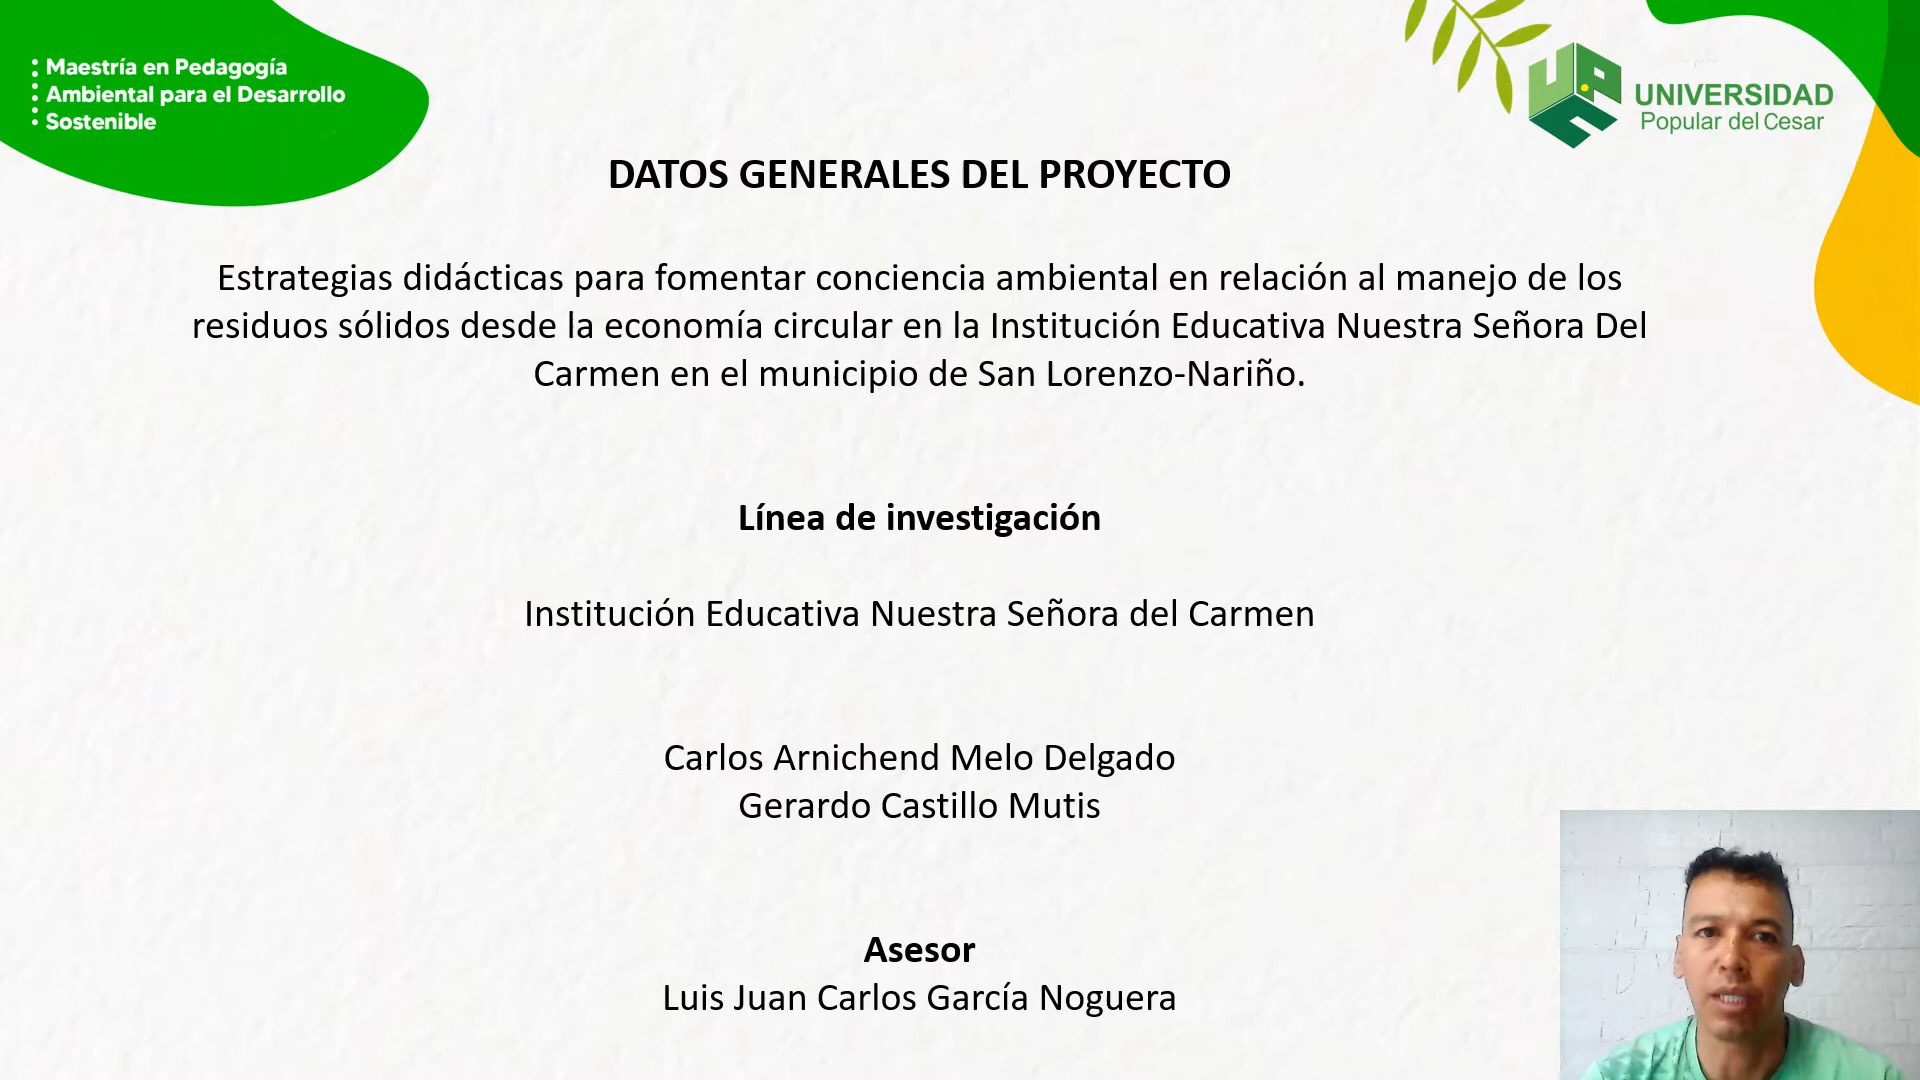 Maestría en Pedagogía
Ambiental para el Desarrollo
Sostenible
UPC
UNIVERSIDAD
Popular del Cesar
DATOS GENERALES DEL PROYECTO
Estrategias didácticas para fomentar conciencia ambiental en relación al manejo de los
residuos sólidos desde la economía circular en la Institución Educativa Nuestra Señora Del
Carmen en el municipio de San Lorenzo-Nariño.
Línea de investigación
Institución Educativa Nuestra Señora del Carmen
Carlos Arnichend Melo Delgado
Gerardo Castillo Mutis
Asesor
Luis Juan Carlos García Noguera